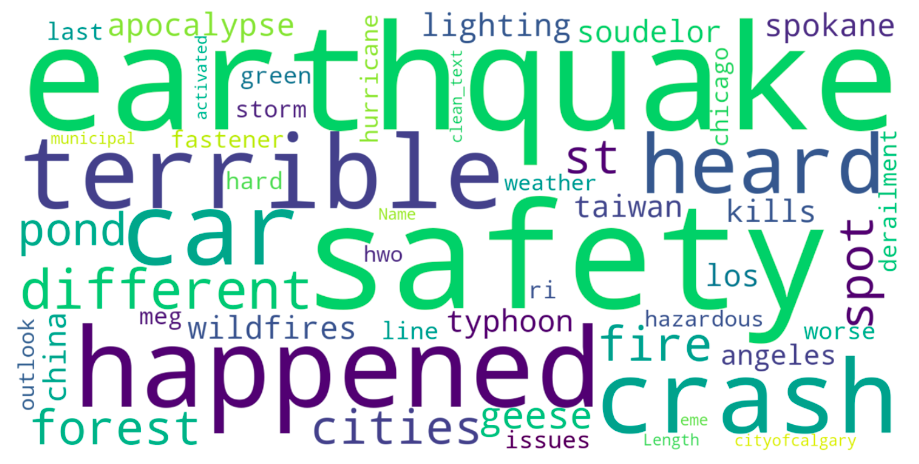 last apocalypse lighting soudelor spokane
earthquake
activated
green
storm
hurricane
clean_text
chicago
municipal fastener
terrible st heard
hard weather
derailment
pond car Name taiwan kills
safety
hwo
different ri los spot
outlook
china
meg wildfires line typhoon hazardous worse
happened fire angeles
crash
forest cities geese
issues eme
Length cityofcalgary